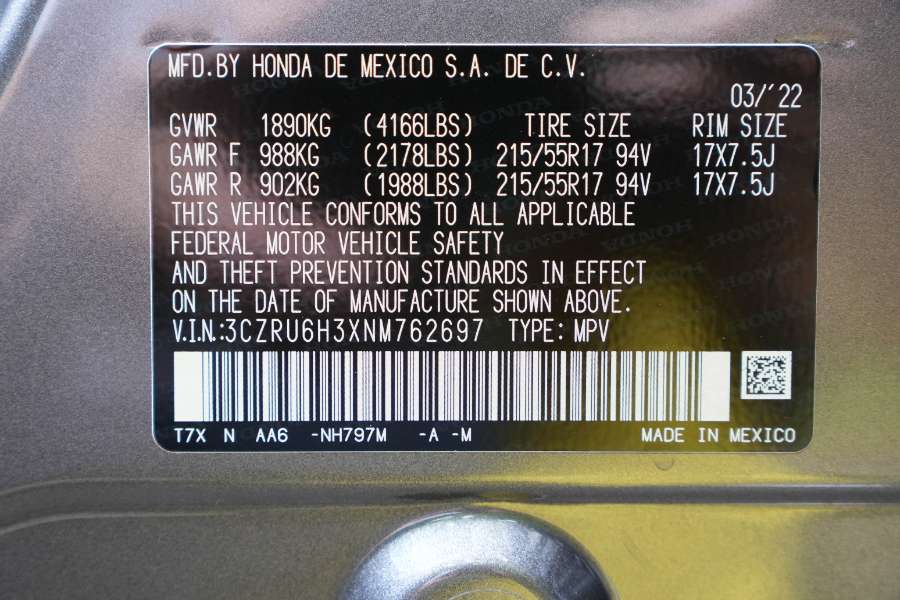 MFD.BY HONDA DE MEXICO S.A. DE C.V.
03/'22
GVWR 1890KG (4166LBS) TIRE SIZE RIM SIZE
GAWR F 988KG (2178LBS) 215/55R17 94V 17X7.5J
GAWR R 902KG (1988LBS) 215/55R17 94V 17X7.5J
THIS VEHICLE CONFORMS TO ALL APPLICABLE
FEDERAL MOTOR VEHICLE SAFETY
AND THEFT PREVENTION STANDARDS IN EFFECT
ON THE DATE OF MANUFACTURE SHOWN ABOVE.
V.I.N.:3CZRU6H3XNM762697 TYPE: MPV
T7X N AA6 -NH797M -A -M MADE IN MEXICO